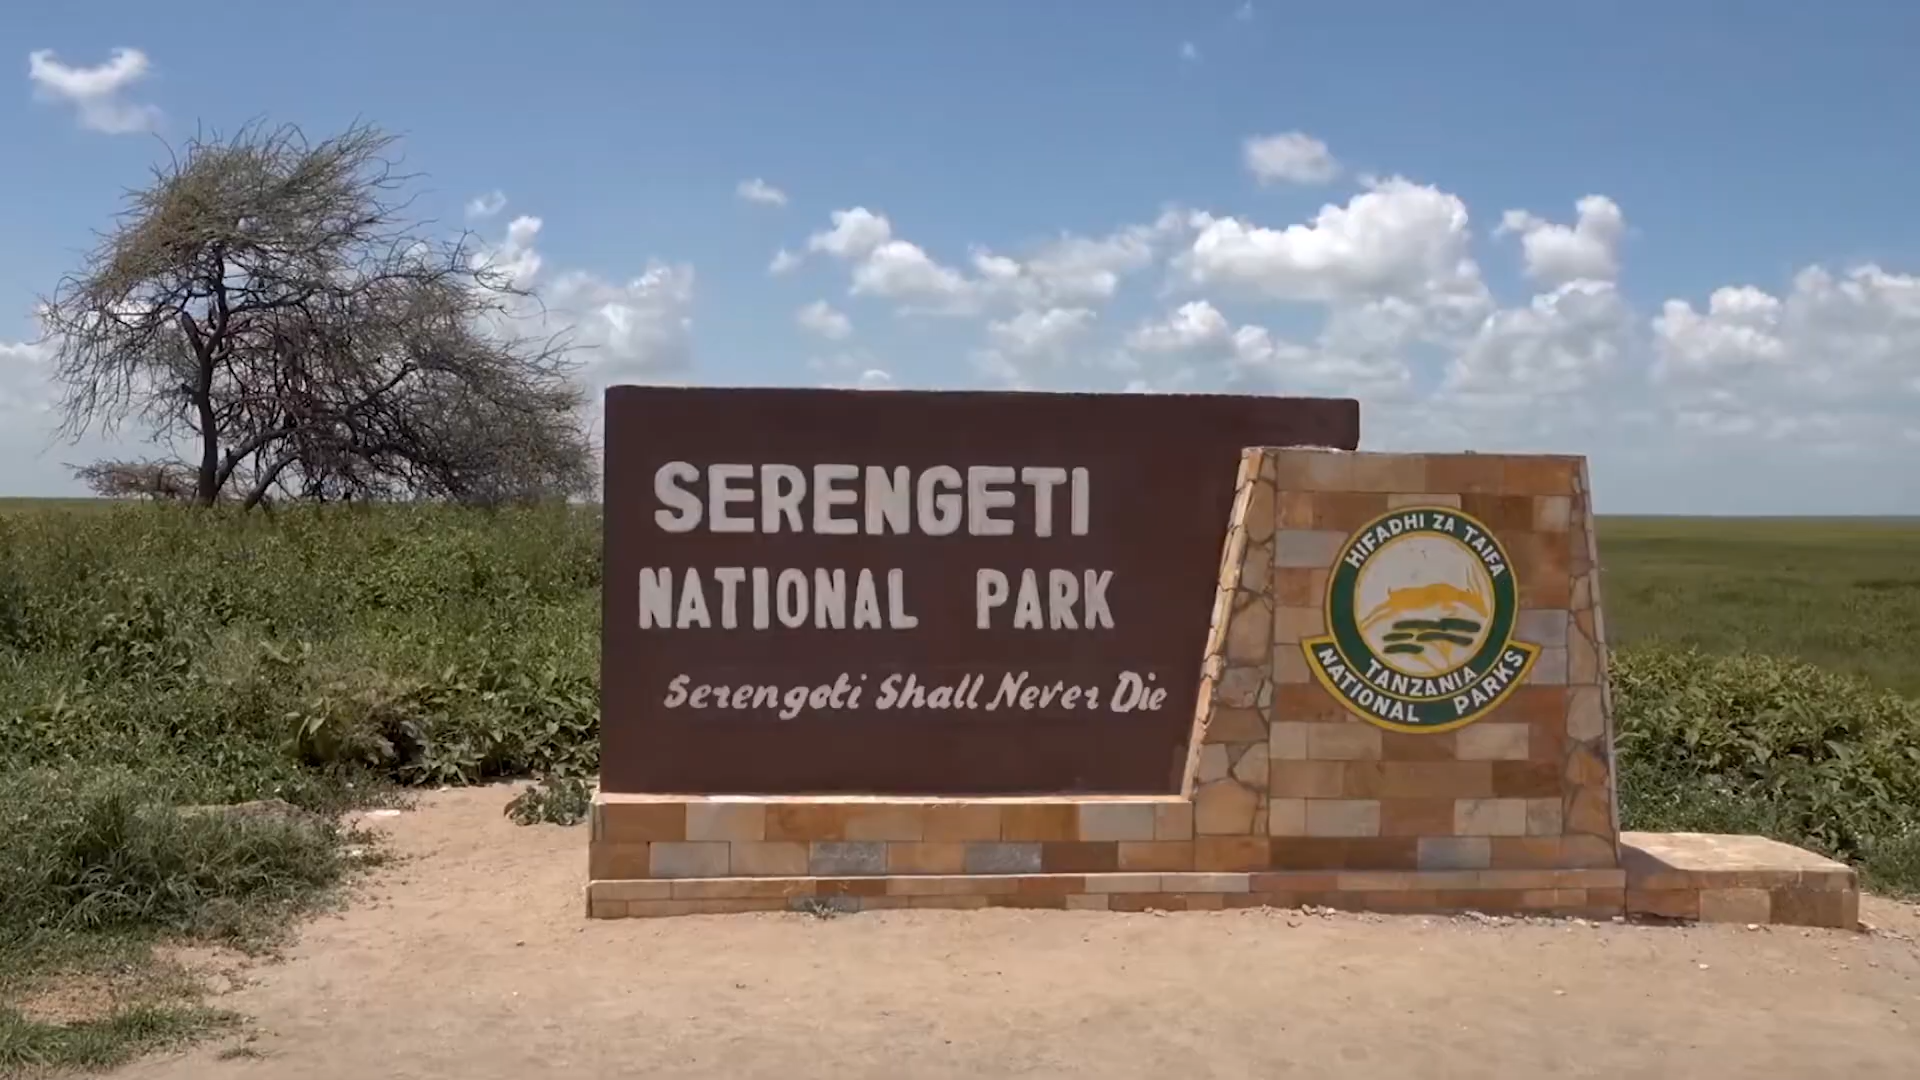 SERENGETI
NATIONAL PARK
Serengeti Shall Never Die
HIFADHI ZA TAIFA
TANZANIA
NATIONAL PARKS